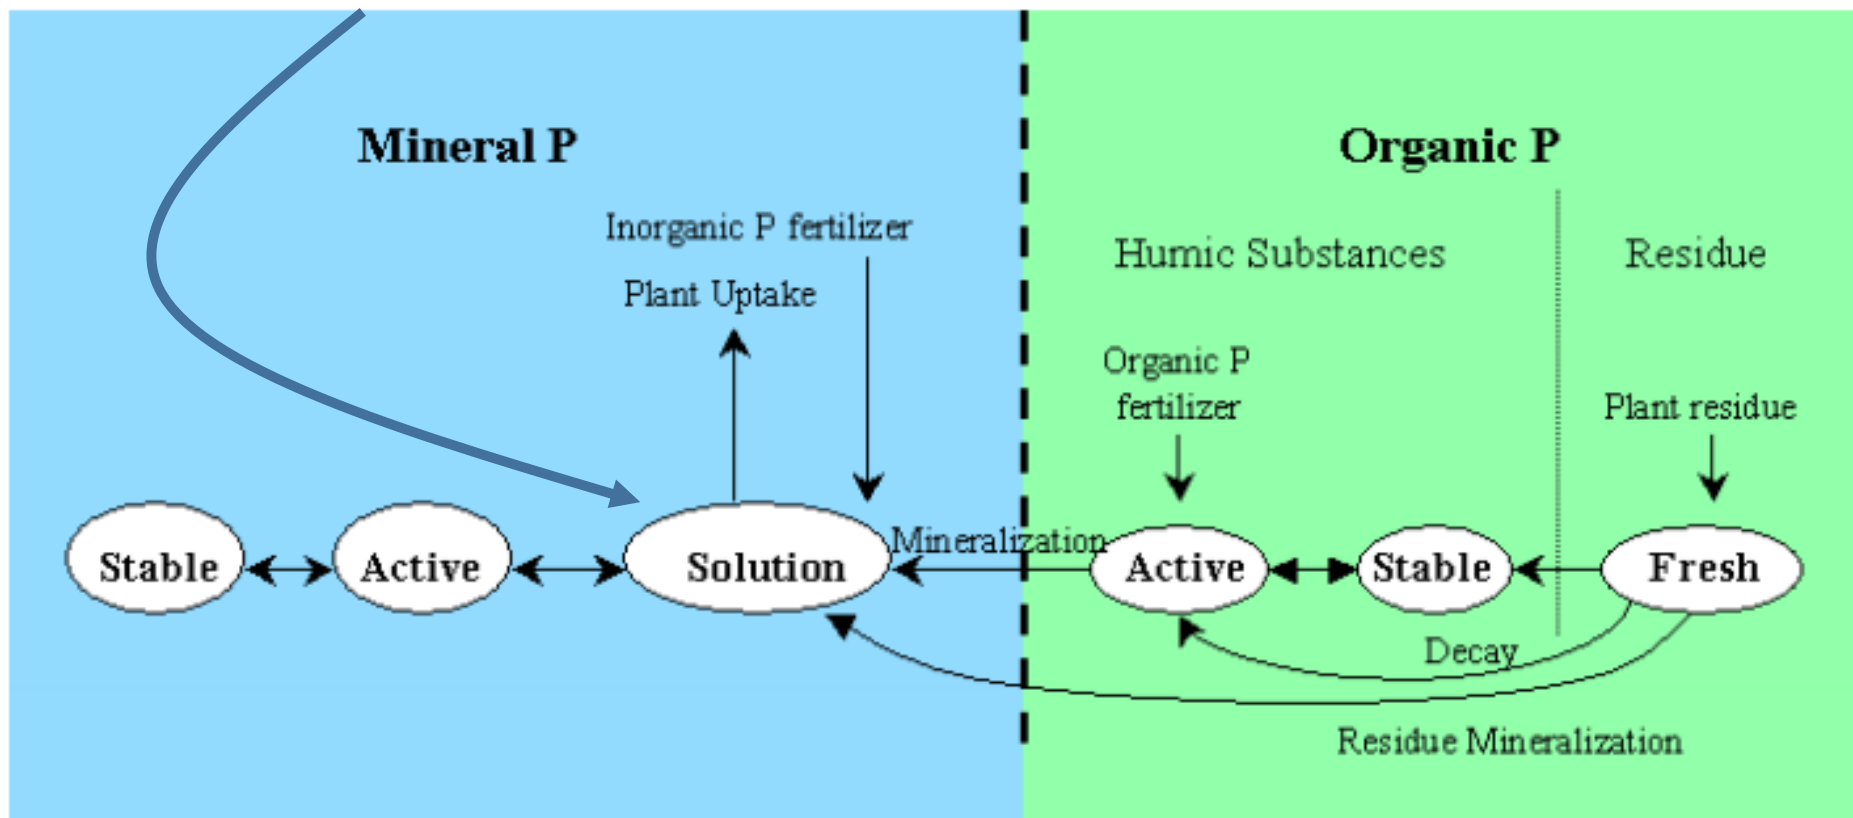 Mineral P
Organic P
Inorganic P fertilizer
Plant Uptake
Humic Substances
Residue
Organic P
fertilizer
Plant residue
Stable
Active
Solution
Mineralization
Active
Stable
Fresh
Decay
Residue Mineralization